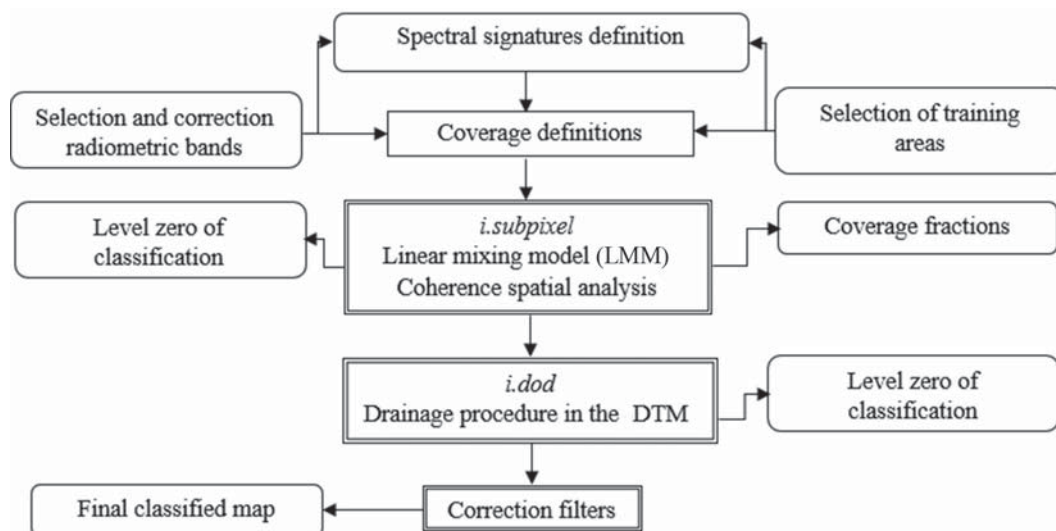 Spectral signatures definition
Selection and correction
radiometric bands
Coverage definitions
Selection of training
areas
Level zero of
classification
i.subpixel
Linear mixing model (LMM)
Coherence spatial analysis
Coverage fractions
i.dod
Drainage procedure in the DTM
Level zero of
classification
Final classified map
Correction filters